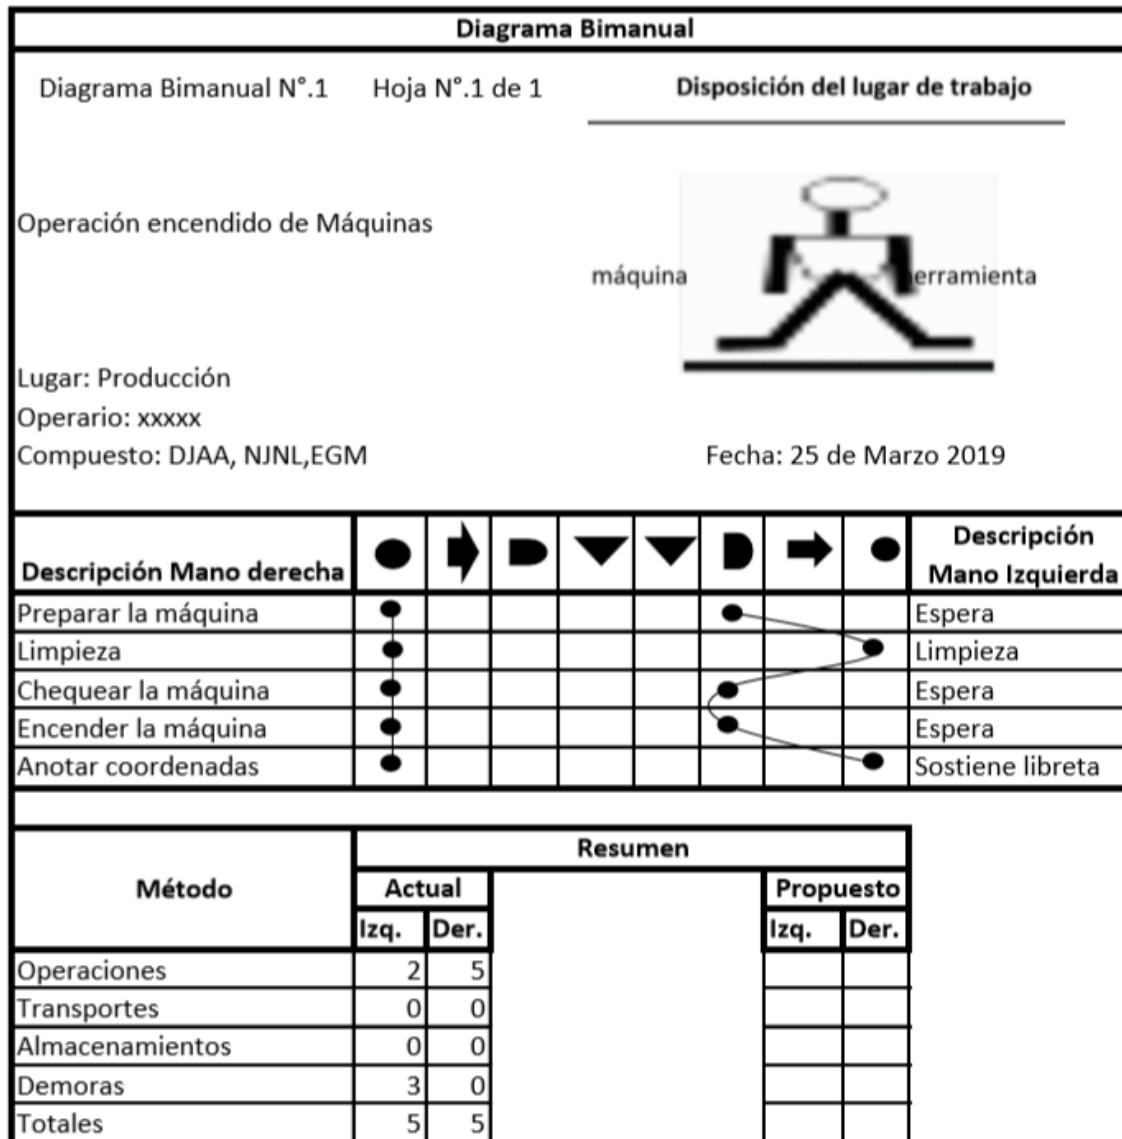 Diagrama Bimanual
Diagrama Bimanual N°.1 Hoja N°.1 de 1 Disposición del lugar de trabajo
Operación encendido de Máquinas
máquina erramienta
Lugar: Producción
Operario: xxxxx
Compuesto: DJAA, NJNL,EGM Fecha: 25 de Marzo 2019
Descripción Mano derecha Descripción Mano Izquierda
Preparar la máquina Espera
Limpieza Limpieza
Chequear la máquina Espera
Encender la máquina Espera
Anotar coordenadas Sostiene libreta
Resumen
Método Actual Propuesto
Izq. Der. Izq. Der.
Operaciones 2 5
Transportes 0 0
Almacenamientos 0 0
Demoras 3 0
Totales 5 5